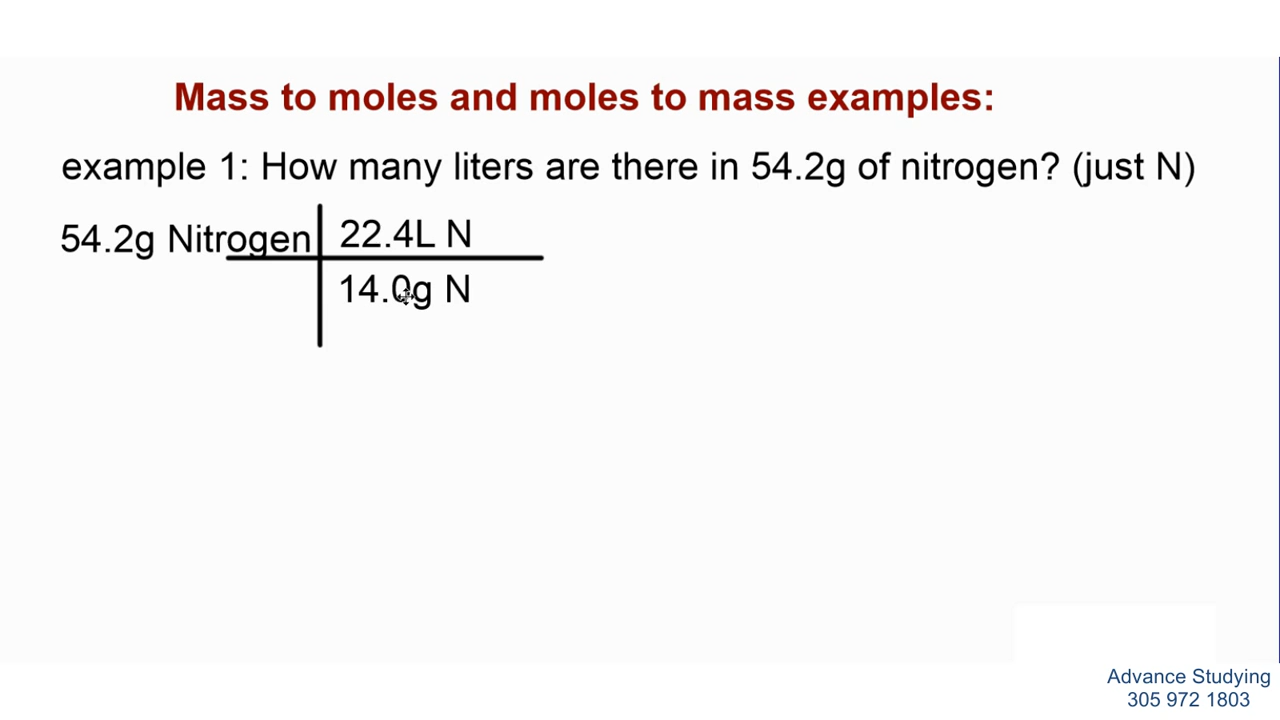 Mass to moles and moles to mass examples:
example 1: How many liters are there in 54.2g of nitrogen? (just N)
54.2g Nitrogen 22.4L N
14.0g N
Advance Studying
305 972 1803